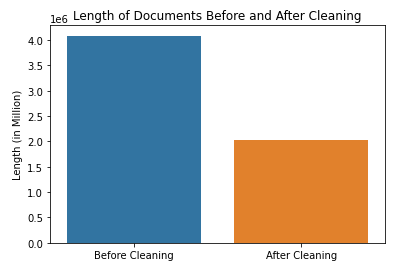 Length of Documents Before and After Cleaning
1e6
4.0
3.5
3.0
2.5
2.0
1.5
1.0
0.5
0.0
Length (in Million)
Before Cleaning
After Cleaning